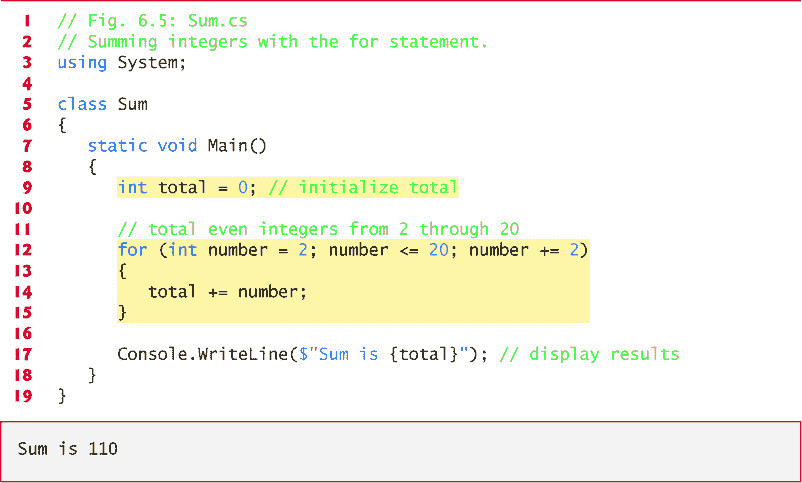 1 // Fig. 6.5: Sum.cs
2 // Summing integers with the for statement.
3 using System;
4
5 class Sum
6 {
7    static void Main()
8    {
9       int total = 0; // initialize total
10
11       // total even integers from 2 through 20
12       for (int number = 2; number <= 20; number += 2)
13       {
14          total += number;
15       }
16
17       Console.WriteLine($"Sum is {total}"); // display results
18    }
19 }
Sum is 110